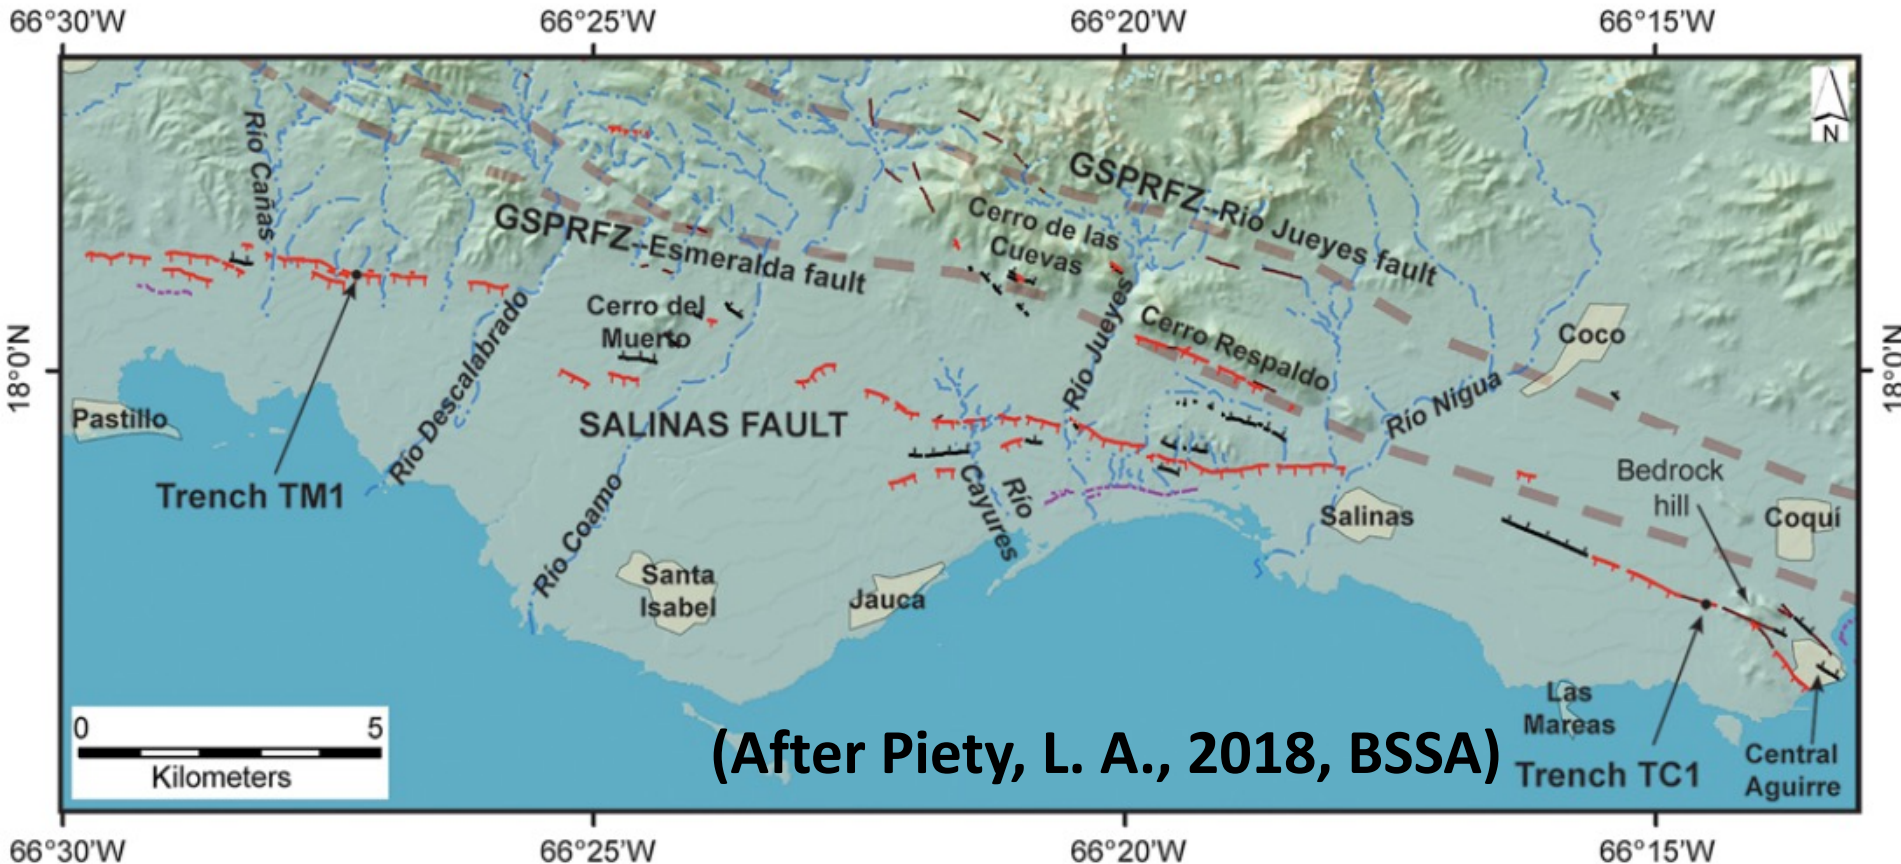 66°30'W
66°25'W
66°20'W
66°15'W
N
Río Cañas
GSPRFZ--Río Jueyes fault
Cerro de las
Cuevas
GSPRFZ--Esmeralda fault
Cerro del
Muerto
Cerro Respaldo
Coco
18°0'N
18°0'N
Río Descalabrado
Río Jueyes
Río Nigua
Pastillo
SALINAS FAULT
Bedrock
hill
Trench TM1
Río Coamo
Río
Cayures
Salinas
Coquí
Santa
Isabel
Jauca
Las
Mareas
0
5
Kilometers
(After Piety, L. A., 2018, BSSA)
Trench TC1
Central
Aguirre
66°30'W
66°25'W
66°20'W
66°15'W